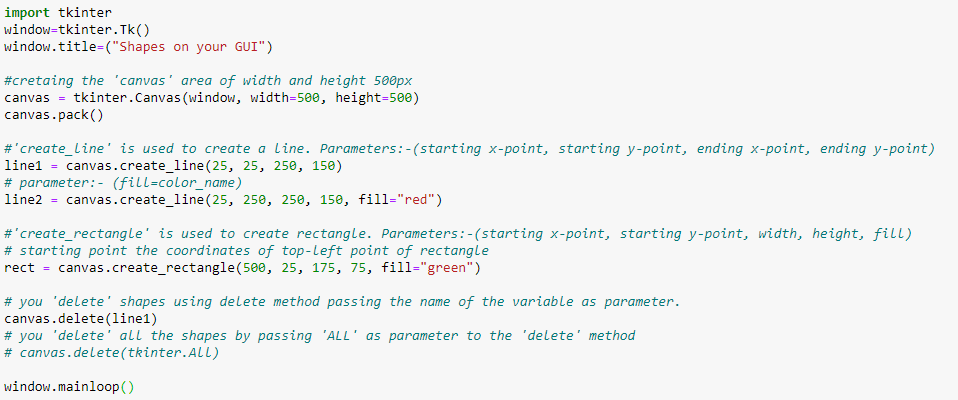 import tkinter
window=tkinter.Tk()
window.title=("Shapes on your GUI")
#cretaing the 'canvas' area of width and height 500px
canvas = tkinter.Canvas(window, width=500, height=500)
canvas.pack()
#'create_line' is used to create a line. Parameters:-(starting x-point, starting y-point, ending x-point, ending y-point)
line1 = canvas.create_line(25, 25, 250, 150)
# parameter:- (fill=color_name)
line2 = canvas.create_line(25, 250, 250, 150, fill="red")
#'create_rectangle' is used to create rectangle. Parameters:-(starting x-point, starting y-point, width, height, fill)
# starting point the coordinates of top-left point of rectangle
rect = canvas.create_rectangle(500, 25, 175, 75, fill="green")
# you 'delete' shapes using delete method passing the name of the variable as parameter.
canvas.delete(line1)
# you 'delete' all the shapes by passing 'ALL' as parameter to the 'delete' method
# canvas.delete(tkinter.All)
window.mainloop()